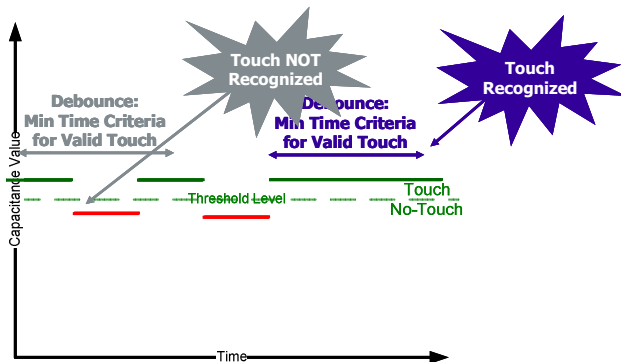 Touch NOT
Recognized
Touch
Recognized
Debounce:
Min Time Criteria
for Valid Touch
Debounce:
Min Time Criteria
for Valid Touch
Capacitance Value
Touch
Threshold Level
No-Touch
Time